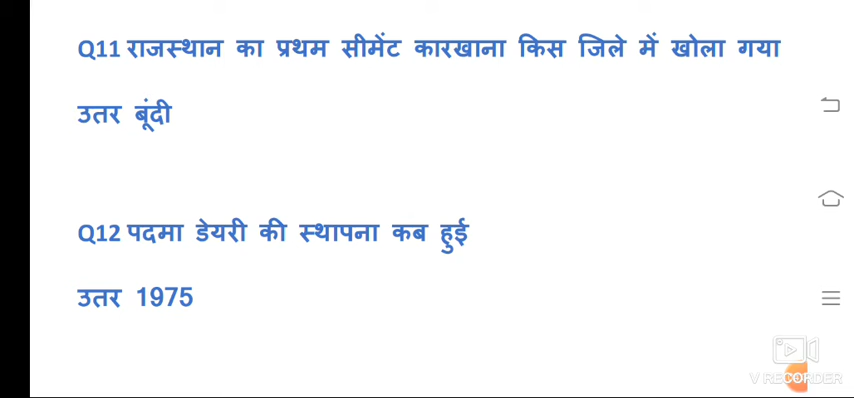 Q11 राजस्थान का प्रथम सीमेंट कारखाना किस जिले में खोला गया
उतर बूंदी
Q12 पदमा डेयरी की स्थापना कब हुई
उतर 1975
V RECORDER